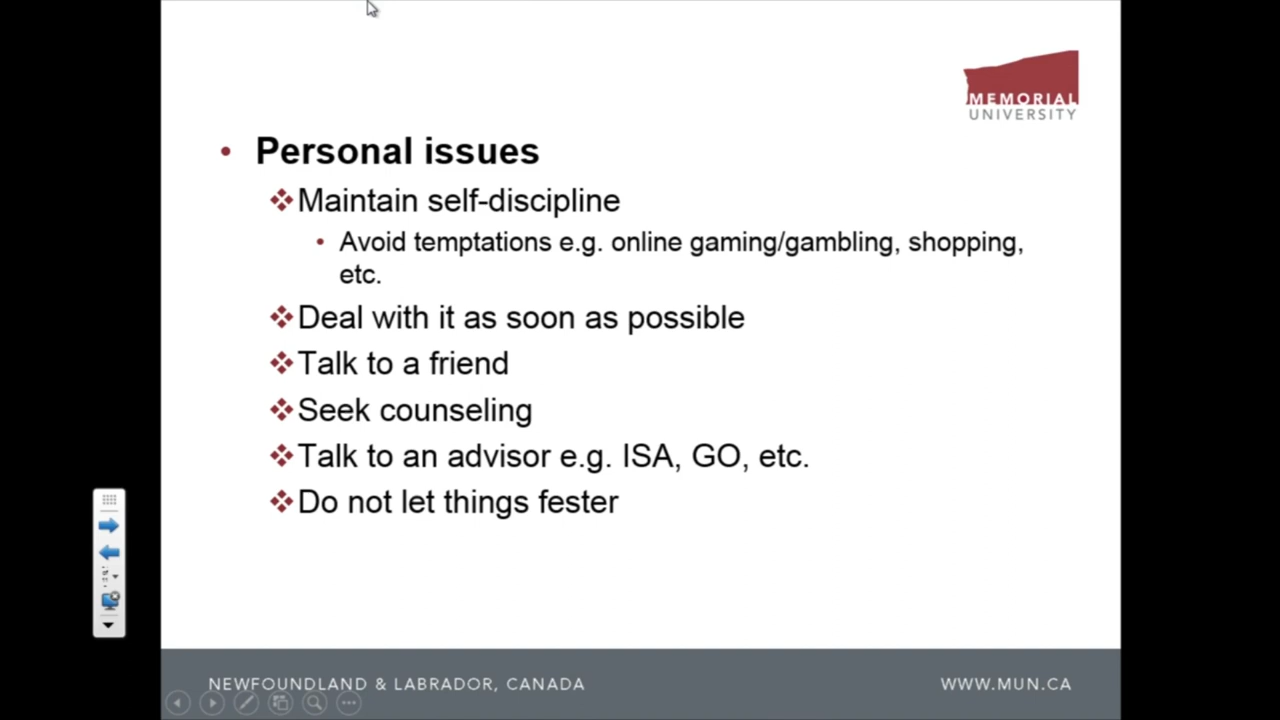 MEMORIAL
UNIVERSITY
• Personal issues
❖ Maintain self-discipline
• Avoid temptations e.g. online gaming/gambling, shopping,
etc.
❖ Deal with it as soon as possible
❖ Talk to a friend
❖ Seek counseling
❖ Talk to an advisor e.g. ISA, GO, etc.
❖ Do not let things fester
NEWFOUNDLAND & LABRADOR, CANADA
WWW.MUN.CA